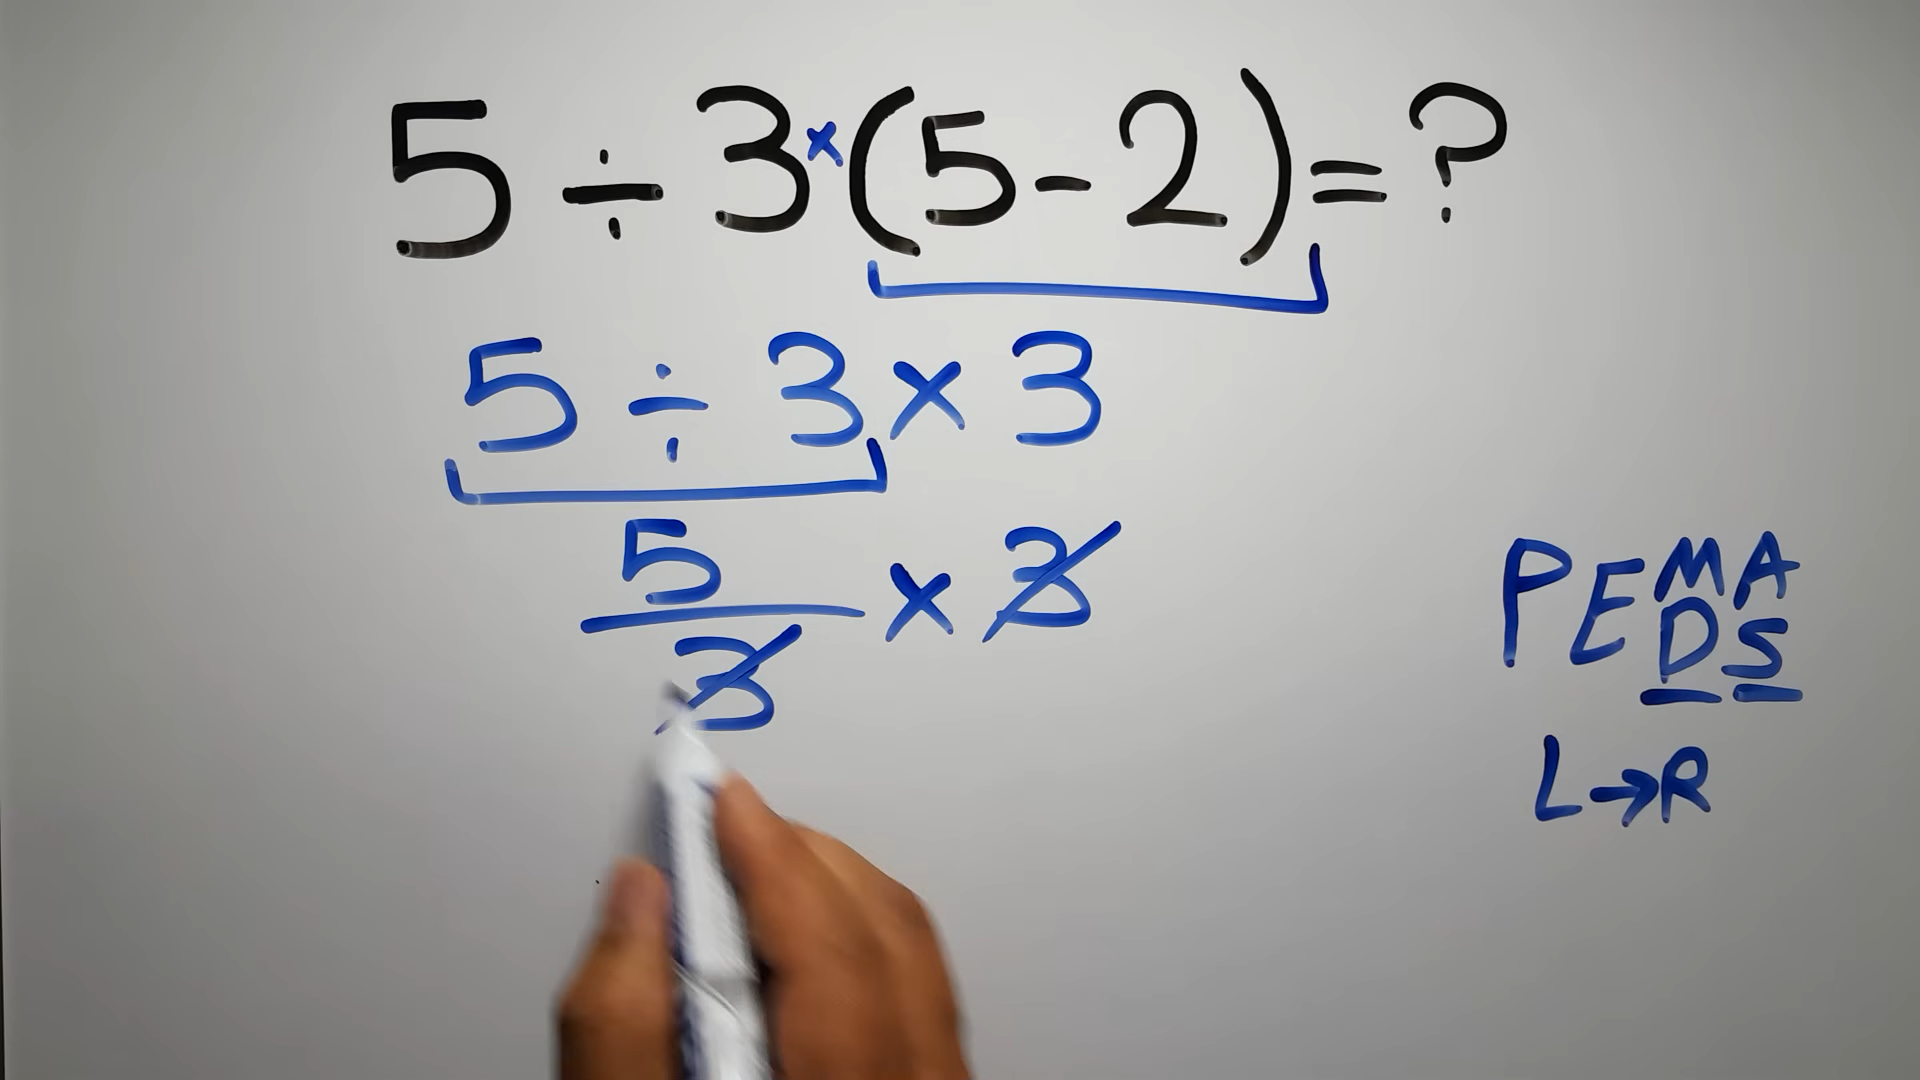 5 ÷ 3 × (5 - 2) = ?
5 ÷ 3 × 3
5
× 3
3
PEMA
DS
L → R